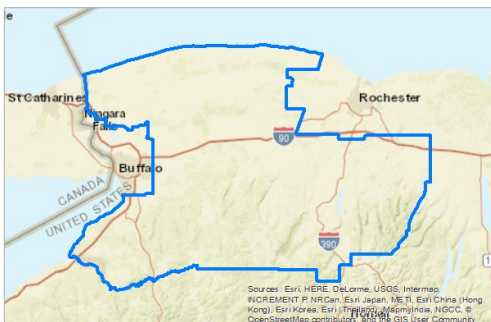 St Catharines
Niagara
Falls
Rochester
90
Buffalo
CANADA
UNITED STATES
390
Sources: Esri, HERE, DeLorme, USGS, Intermap,
INCREMENT P, NRCan, Esri Japan, METI, Esri China (Hong
Kong), Esri Korea, Esri (Thailand), MapmyIndia, NGCC, ©
OpenStreetMap contributors, and the GIS User Community